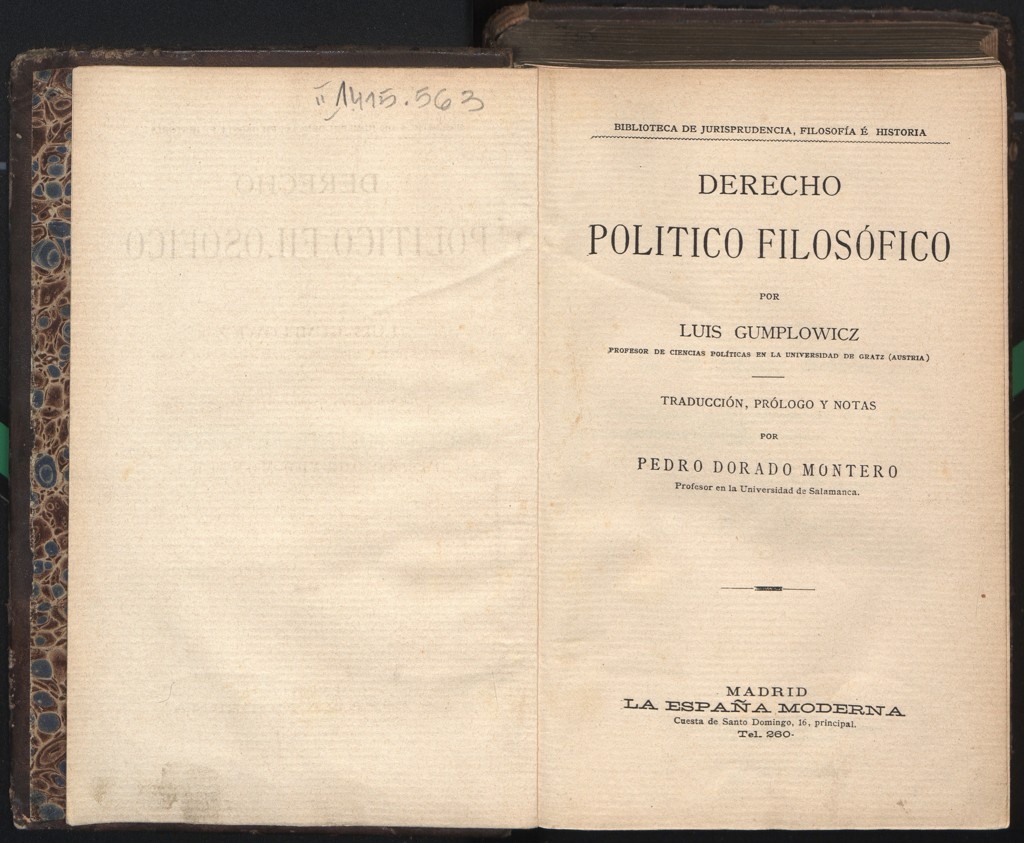 1415.563
BIBLIOTECA DE JURISPRUDENCIA, FILOSOFÍA É HISTORIA
DERECHO
POLITICO FILOSÓFICO
POR
LUIS GUMPLOWICZ
PROFESOR DE CIENCIAS POLÍTICAS EN LA UNIVERSIDAD DE GRATZ (AUSTRIA)
TRADUCCIÓN, PRÓLOGO Y NOTAS
POR
PEDRO DORADO MONTERO
Profesor en la Universidad de Salamanca.
MADRID
LA ESPAÑA MODERNA
Cuesta de Santo Domingo, 16, principal.
Tel. 260.